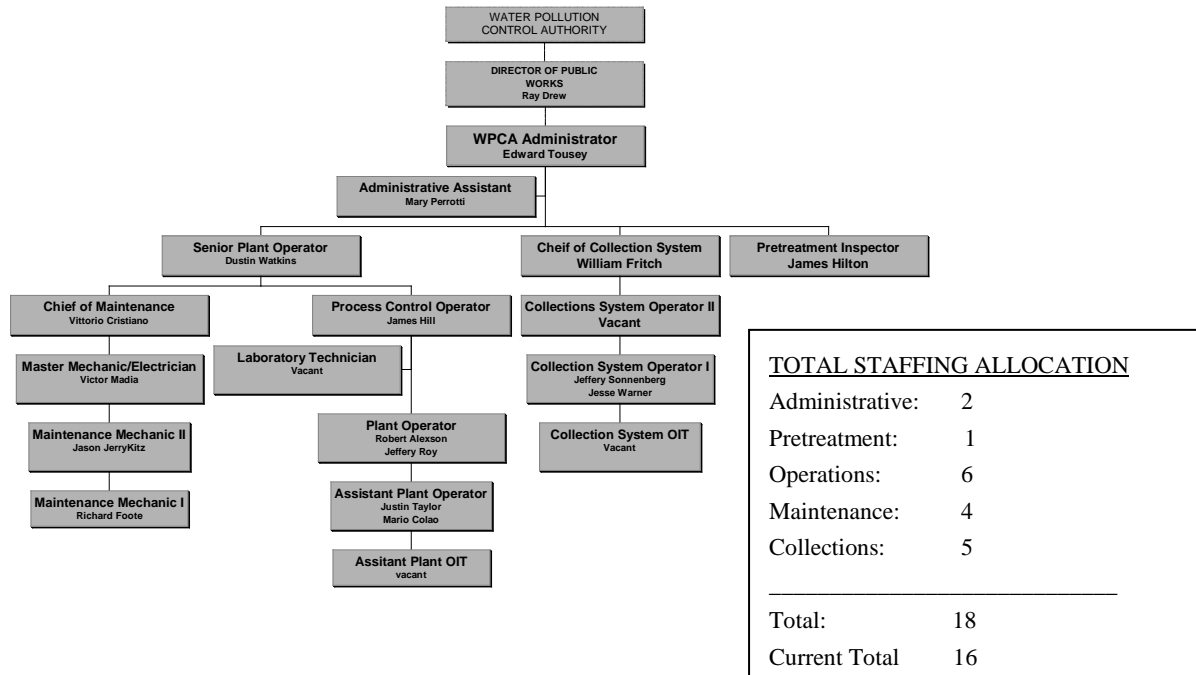 WATER POLLUTION
CONTROL AUTHORITY
DIRECTOR OF PUBLIC
WORKS
Ray Drew
WPCA Administrator
Edward Tousey
Administrative Assistant
Mary Perrotti
Senior Plant Operator
Dustin Watkins
Cheif of Collection System
William Fritch
Pretreatment Inspector
James Hilton
Chief of Maintenance
Vittorio Cristiano
Process Control Operator
James Hill
Collections System Operator II
Vacant
Master Mechanic/Electrician
Victor Madia
Laboratory Technician
Vacant
Collection System Operator I
Jeffery Sonnenberg
Jesse Warner
Maintenance Mechanic II
Jason JerryKitz
Plant Operator
Robert Alexson
Jeffery Roy
Collection System OIT
Vacant
Maintenance Mechanic I
Richard Foote
Assistant Plant Operator
Justin Taylor
Mario Colao
Assitant Plant OIT
vacant
TOTAL STAFFING ALLOCATION
Administrative: 2
Pretreatment: 1
Operations: 6
Maintenance: 4
Collections: 5
Total: 18
Current Total 16